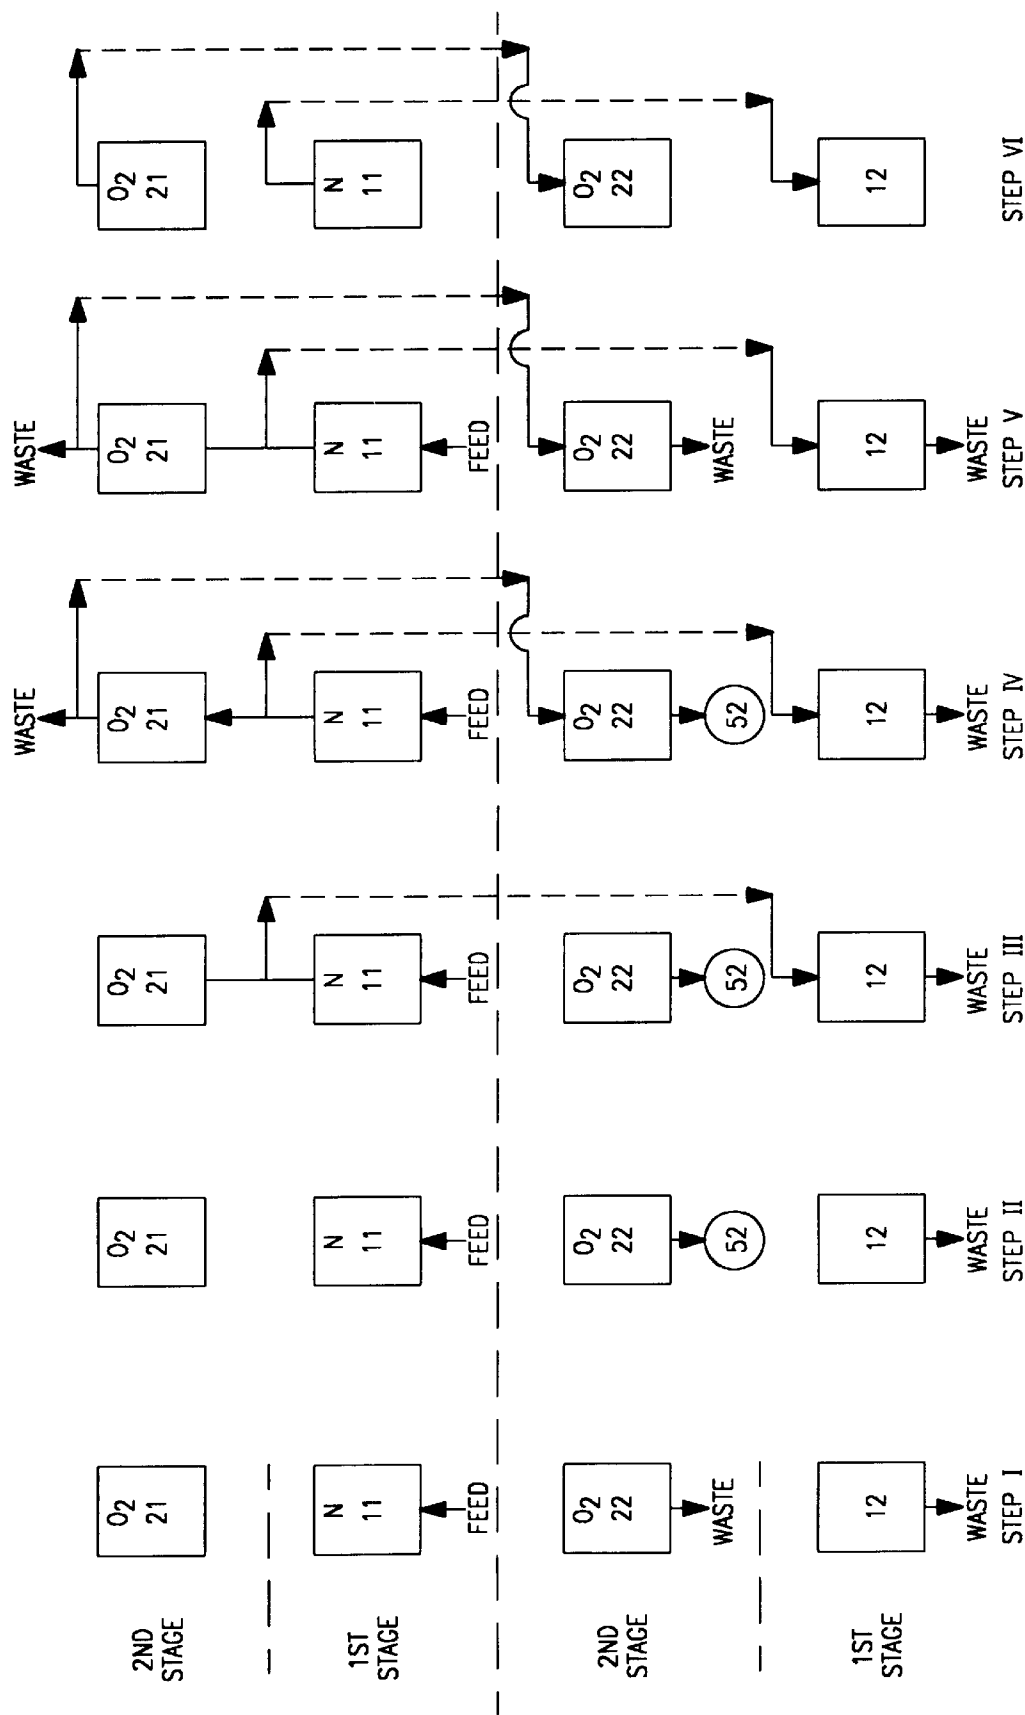 WASTE WASTE
2ND STAGE
O2 O2 O2 O2 O2 O2
21 21 21 21 21 21
1ST STAGE
N N N N N N
11 11 11 11 11 11
FEED FEED FEED FEED FEED
2ND STAGE
O2 O2 O2 O2 O2 O2
22 22 22 22 22 22
WASTE 52 52 52 WASTE
1ST STAGE
12 12 12 12 12 12
WASTE WASTE WASTE WASTE WASTE
STEP I STEP II STEP III STEP IV STEP V STEP VI